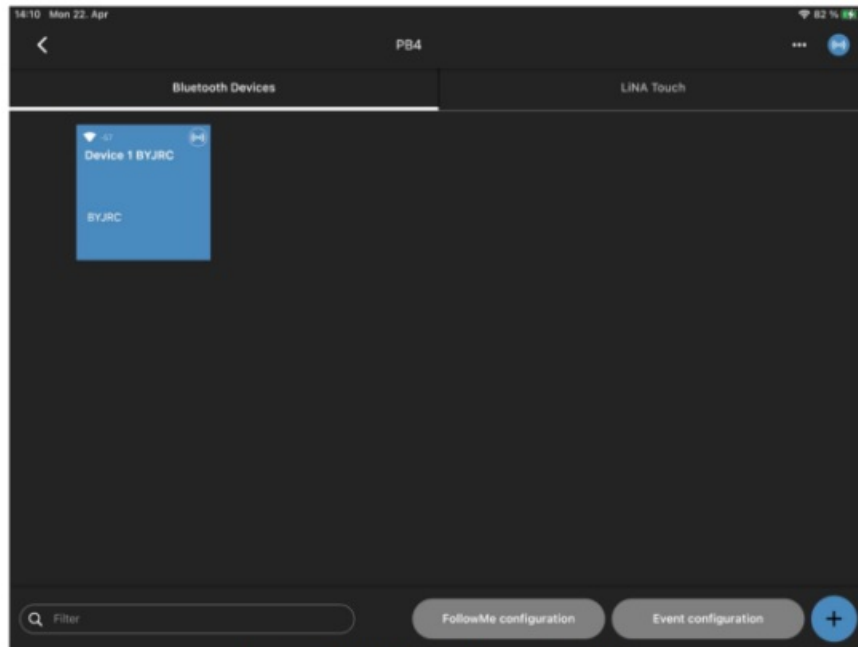 14:10 Mon 22. Apr
82 %
PB4
Bluetooth Devices
LiNA Touch
-57
Device 1 BYJRC
BYJRC
Filter
FollowMe configuration
Event configuration